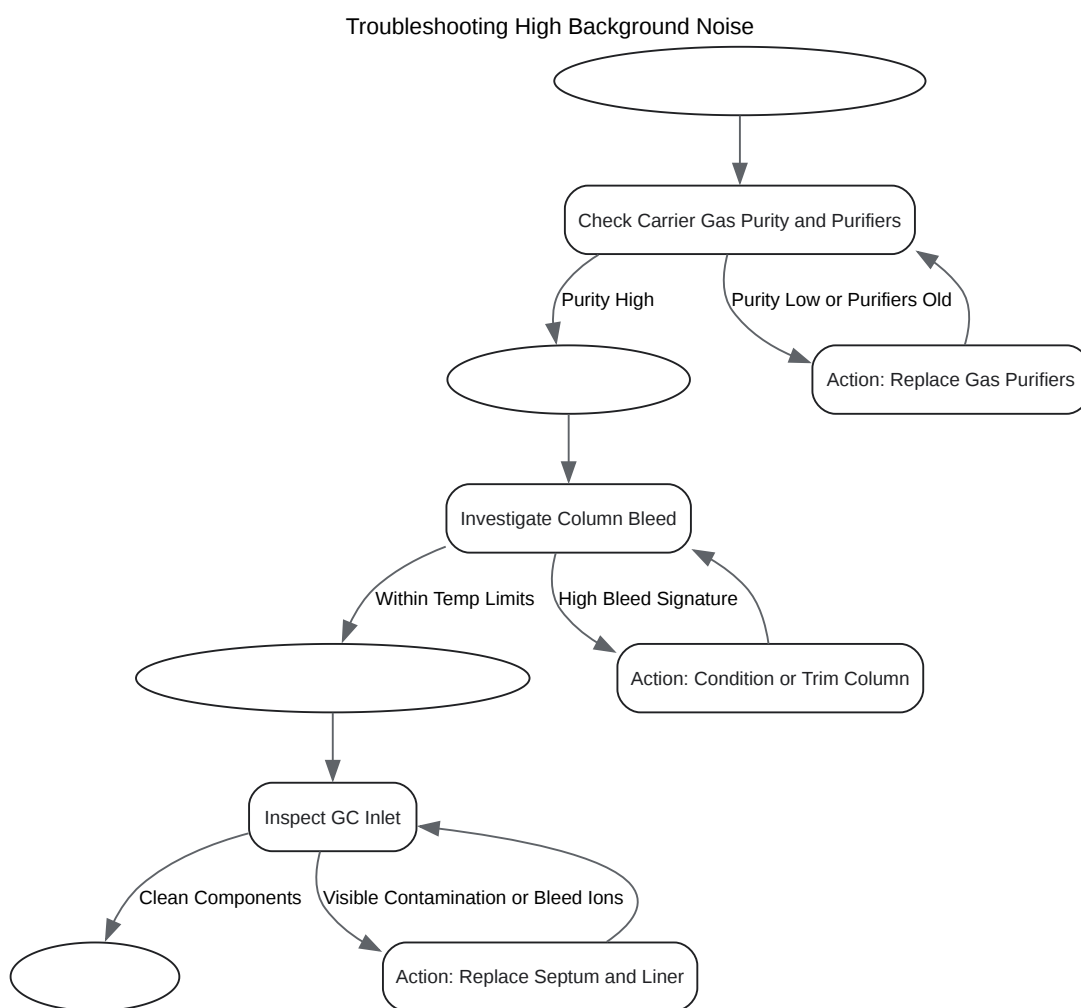 Troubleshooting High Background Noise
Check Carrier Gas Purity and Purifiers
Purity High
Purity Low or Purifiers Old
Action: Replace Gas Purifiers
Investigate Column Bleed
Within Temp Limits
High Bleed Signature
Action: Condition or Trim Column
Inspect GC Inlet
Clean Components
Visible Contamination or Bleed Ions
Action: Replace Septum and Liner